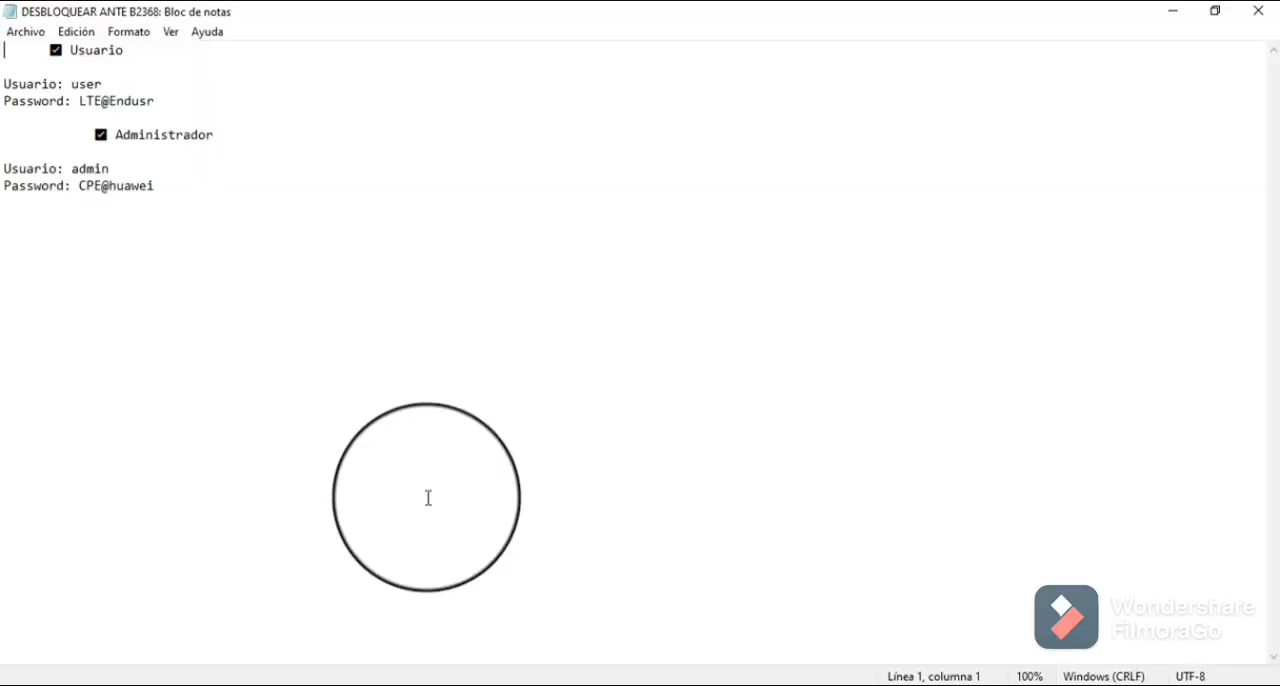 DESBLOQUEAR ANTE B2368: Bloc de notas
Archivo Edición Formato Ver Ayuda
Usuario
Usuario: user
Password: LTE@Endusr
Administrador
Usuario: admin
Password: CPE@huawei
Wondershare
FilmoraGo
Línea 1, columna 1 100% Windows (CRLF) UTF-8